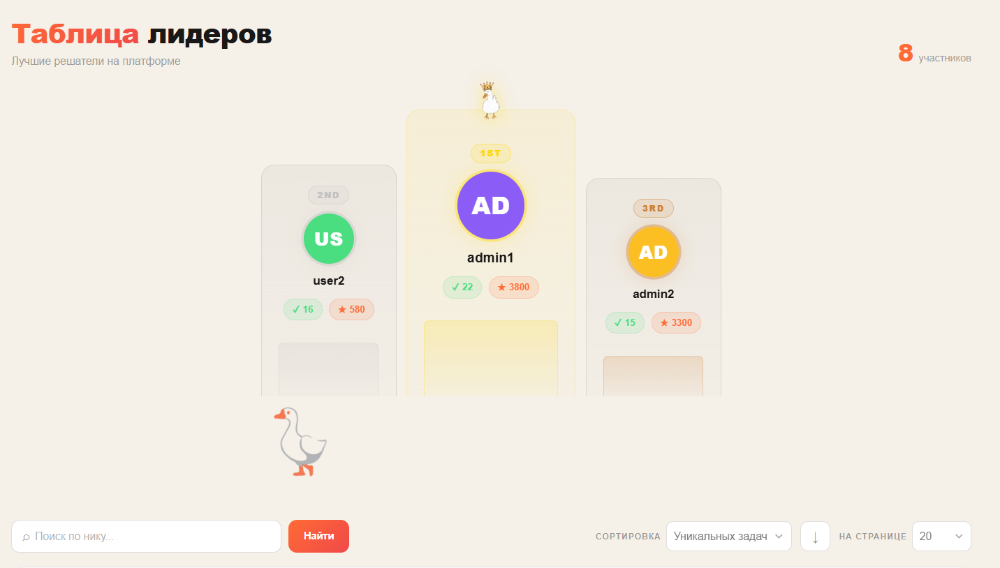 Таблица лидеров
Лучшие решатели на платформе
8 участников
1ST
AD
admin1
✓ 22 ★ 3800
2ND
US
user2
✓ 16 ★ 580
3RD
AD
admin2
✓ 15 ★ 3300
Поиск по нику...
Найти
СОРТИРОВКА
Уникальных задач
↓
НА СТРАНИЦЕ
20